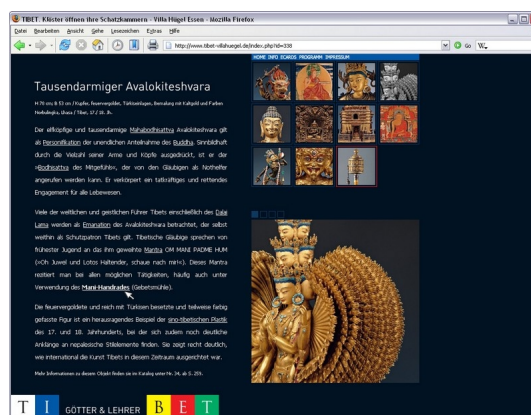 TIBET. Klöster öffnen ihre Schatzkammern - Villa Hügel Essen - Mozilla Firefox
Datei Bearbeiten Ansicht Gehe Lesezeichen Extras Hilfe
http://www.tibet-villahuegel.de/index.php?id=338
Go
HOME INFO ECARDS PROGRAMM IMPRESSUM
Tausendarmiger Avalokiteshvara
H 76 cm; B 53 cm / Kupfer, feuervergoldet, Türkiseinlagen, Bemalung mit Kaltgold und Farben
Norbulingka, Lhasa / Tibet, 17./ 18. Jh.
Der elfköpfige und tausendarmige Mahabodhisattva Avalokiteshvara gilt
als Personifikation der unendlichen Anteilnahme des Buddha. Sinnbildhaft
durch die Vielzahl seiner Arme und Köpfe ausgedrückt, ist er der
»Bodhisattva des Mitgefühls«, der von den Gläubigen als Nothelfer
angerufen werden kann. Er verkörpert ein tatkräftiges und rettendes
Engagement für alle Lebewesen.
Viele der weltlichen und geistlichen Führer Tibets einschließlich des Dalai
Lama werden als Emanation des Avalokiteshvara betrachtet, der selbst
weithin als Schutzpatron Tibets gilt. Tibetische Gläubige sprechen von
frühester Jugend an das ihm geweihte Mantra OM MANI PADME HUM
(»Oh Juwel und Lotos Haltender, schaue nach mir!«). Dieses Mantra
rezitiert man bei allen möglichen Tätigkeiten, häufig auch unter
Verwendung des Mani-Handrades (Gebetsmühle).
Die feuervergoldete und reich mit Türkisen besetzte und teilweise farbig
gefasste Figur ist ein herausragendes Beispiel der sino-tibetischen Plastik
des 17. und 18. Jahrhunderts, bei der sich zudem noch deutliche
Anklänge an nepalesische Stilelemente finden. Sie zeigt recht deutlich,
wie international die Kunst Tibets in diesem Zeitraum ausgerichtet war.
Mehr Informationen zu diesem Objekt finden sie im Katalog unter Nr. 34, ab S. 259.
T I GÖTTER & LEHRER B E T